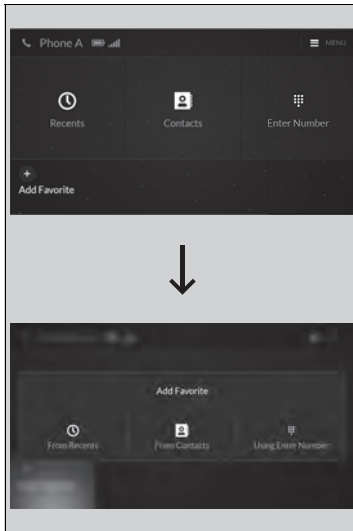 Phone A
MENU
Recents
Contacts
Enter Number
Add Favorite
Add Favorite
From Recents
From Contacts
Using Enter Number